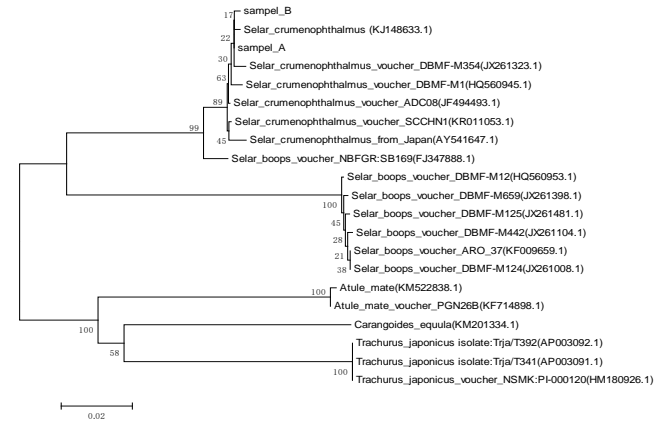 17
sampel_B
Selar_crumenophthalmus (KJ148633.1)
22
sampel_A
30
Selar_crumenophthalmus_voucher_DBMF-M354(JX261323.1)
63
Selar_crumenophthalmus_voucher_DBMF-M1(HQ560945.1)
89
Selar_crumenophthalmus_voucher_ADC08(JF494493.1)
99
Selar_crumenophthalmus_voucher_SCCHN1(KR011053.1)
45
Selar_crumenophthalmus_from_Japan(AY541647.1)
Selar_boops_voucher_NBFGR:SB169(FJ347888.1)
Selar_boops_voucher_DBMF-M12(HQ560953.1)
100
Selar_boops_voucher_DBMF-M659(JX261398.1)
45
Selar_boops_voucher_DBMF-M125(JX261481.1)
28
Selar_boops_voucher_DBMF-M442(JX261104.1)
21
Selar_boops_voucher_ARO_37(KF009659.1)
38
Selar_boops_voucher_DBMF-M124(JX261008.1)
100
Atule_mate(KM522838.1)
Atule_mate_voucher_PGN26B(KF714898.1)
100
Carangoides_equula(KM201334.1)
58
Trachurus_japonicus isolate:Trja/T392(AP003092.1)
Trachurus_japonicus isolate:Trja/T341(AP003091.1)
100
Trachurus_japonicus_voucher_NSMK:PI-000120(HM180926.1)
0.02